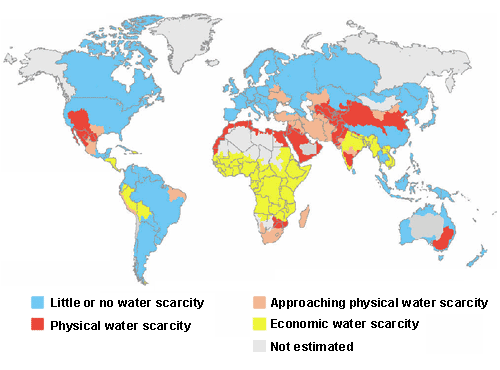 Little or no water scarcity
Physical water scarcity
Approaching physical water scarcity
Economic water scarcity
Not estimated